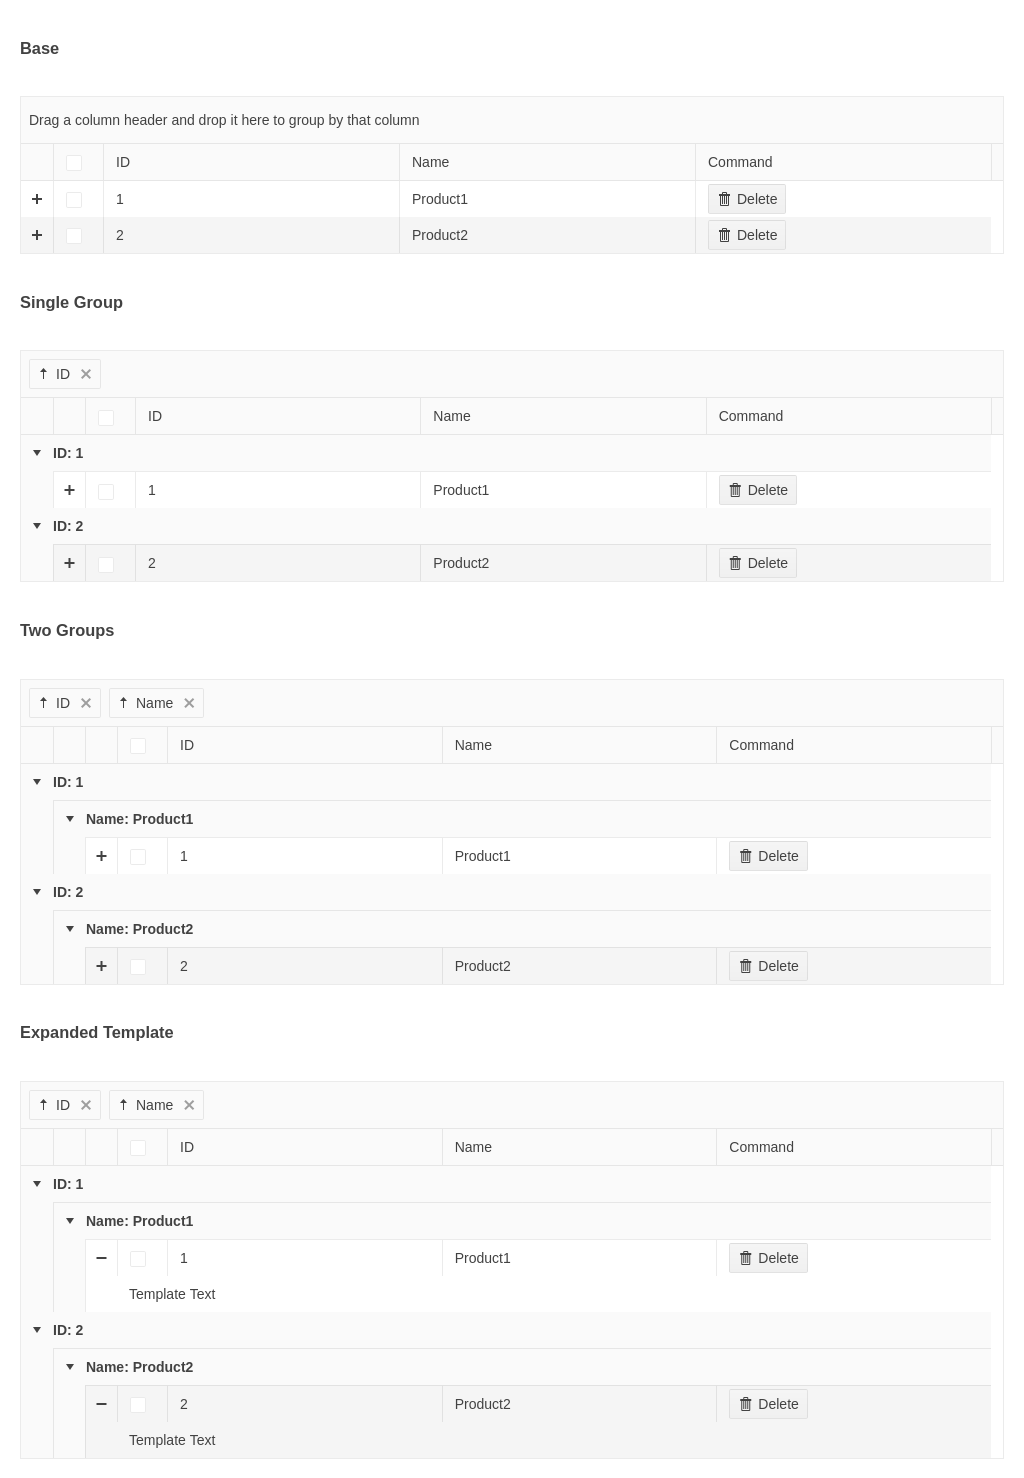 Base
Drag a column header and drop it here to group by that column
ID Name Command
1 Product1 Delete
2 Product2 Delete
Single Group
ID
ID Name Command
ID: 1
1 Product1 Delete
ID: 2
2 Product2 Delete
Two Groups
ID Name
ID Name Command
ID: 1
Name: Product1
1 Product1 Delete
ID: 2
Name: Product2
2 Product2 Delete
Expanded Template
ID Name
ID Name Command
ID: 1
Name: Product1
1 Product1 Delete
Template Text
ID: 2
Name: Product2
2 Product2 Delete
Template Text